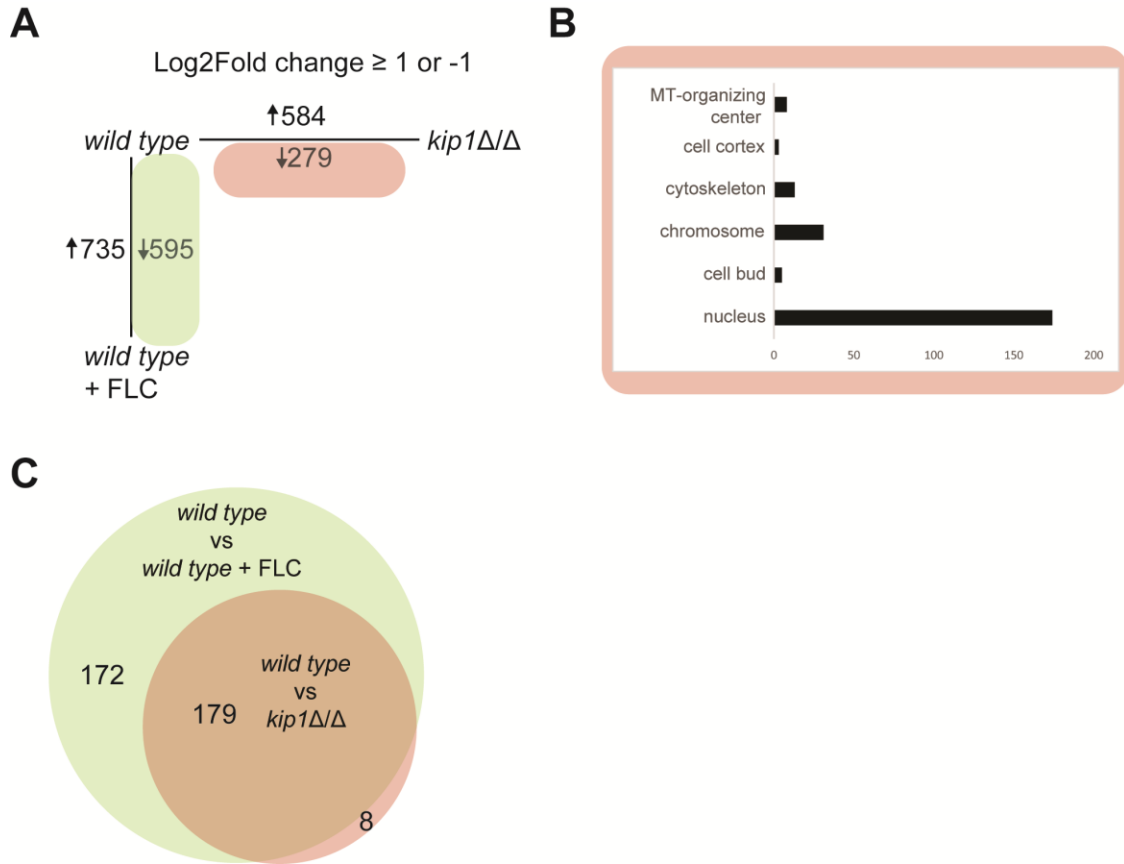 A
Log2Fold change ≥ 1 or -1
↑584
wild type
kip1Δ/Δ
↓279
↑735
↓595
wild type
+ FLC
B
MT-organizing
center
cell cortex
cytoskeleton
chromosome
cell bud
nucleus
0 50 100 150 200
C
wild type
vs
wild type + FLC
172
179
wild type
vs
kip1Δ/Δ
8